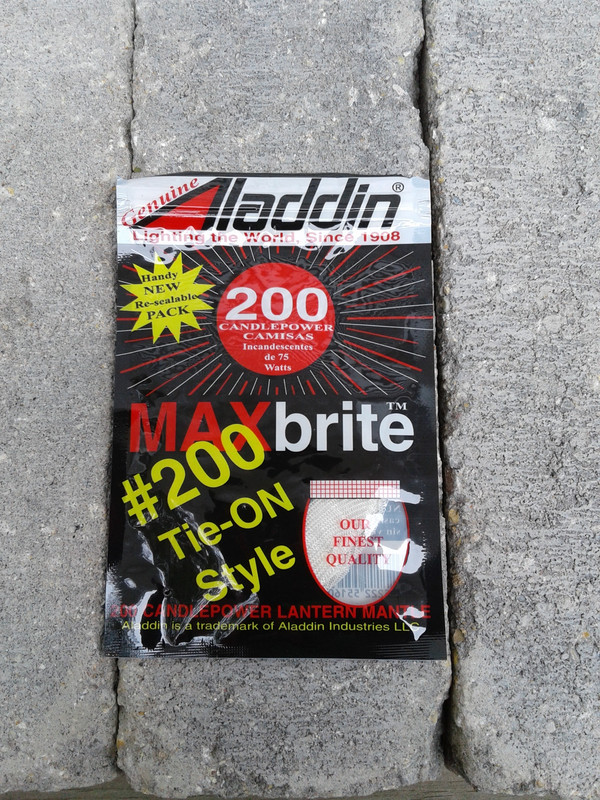 Genuine
Aladdin®
Lighting the World, Since 1908
Handy
NEW
Re-sealable
PACK
200
CANDLEPOWER
CAMISAS
Incandescentes
de 75
Watts
MAXbrite™
#200
Tie-ON
Style
OUR
FINEST
QUALITY
200 CANDLEPOWER LANTERN MANTLE
Aladdin is a trademark of Aladdin Industries LLC